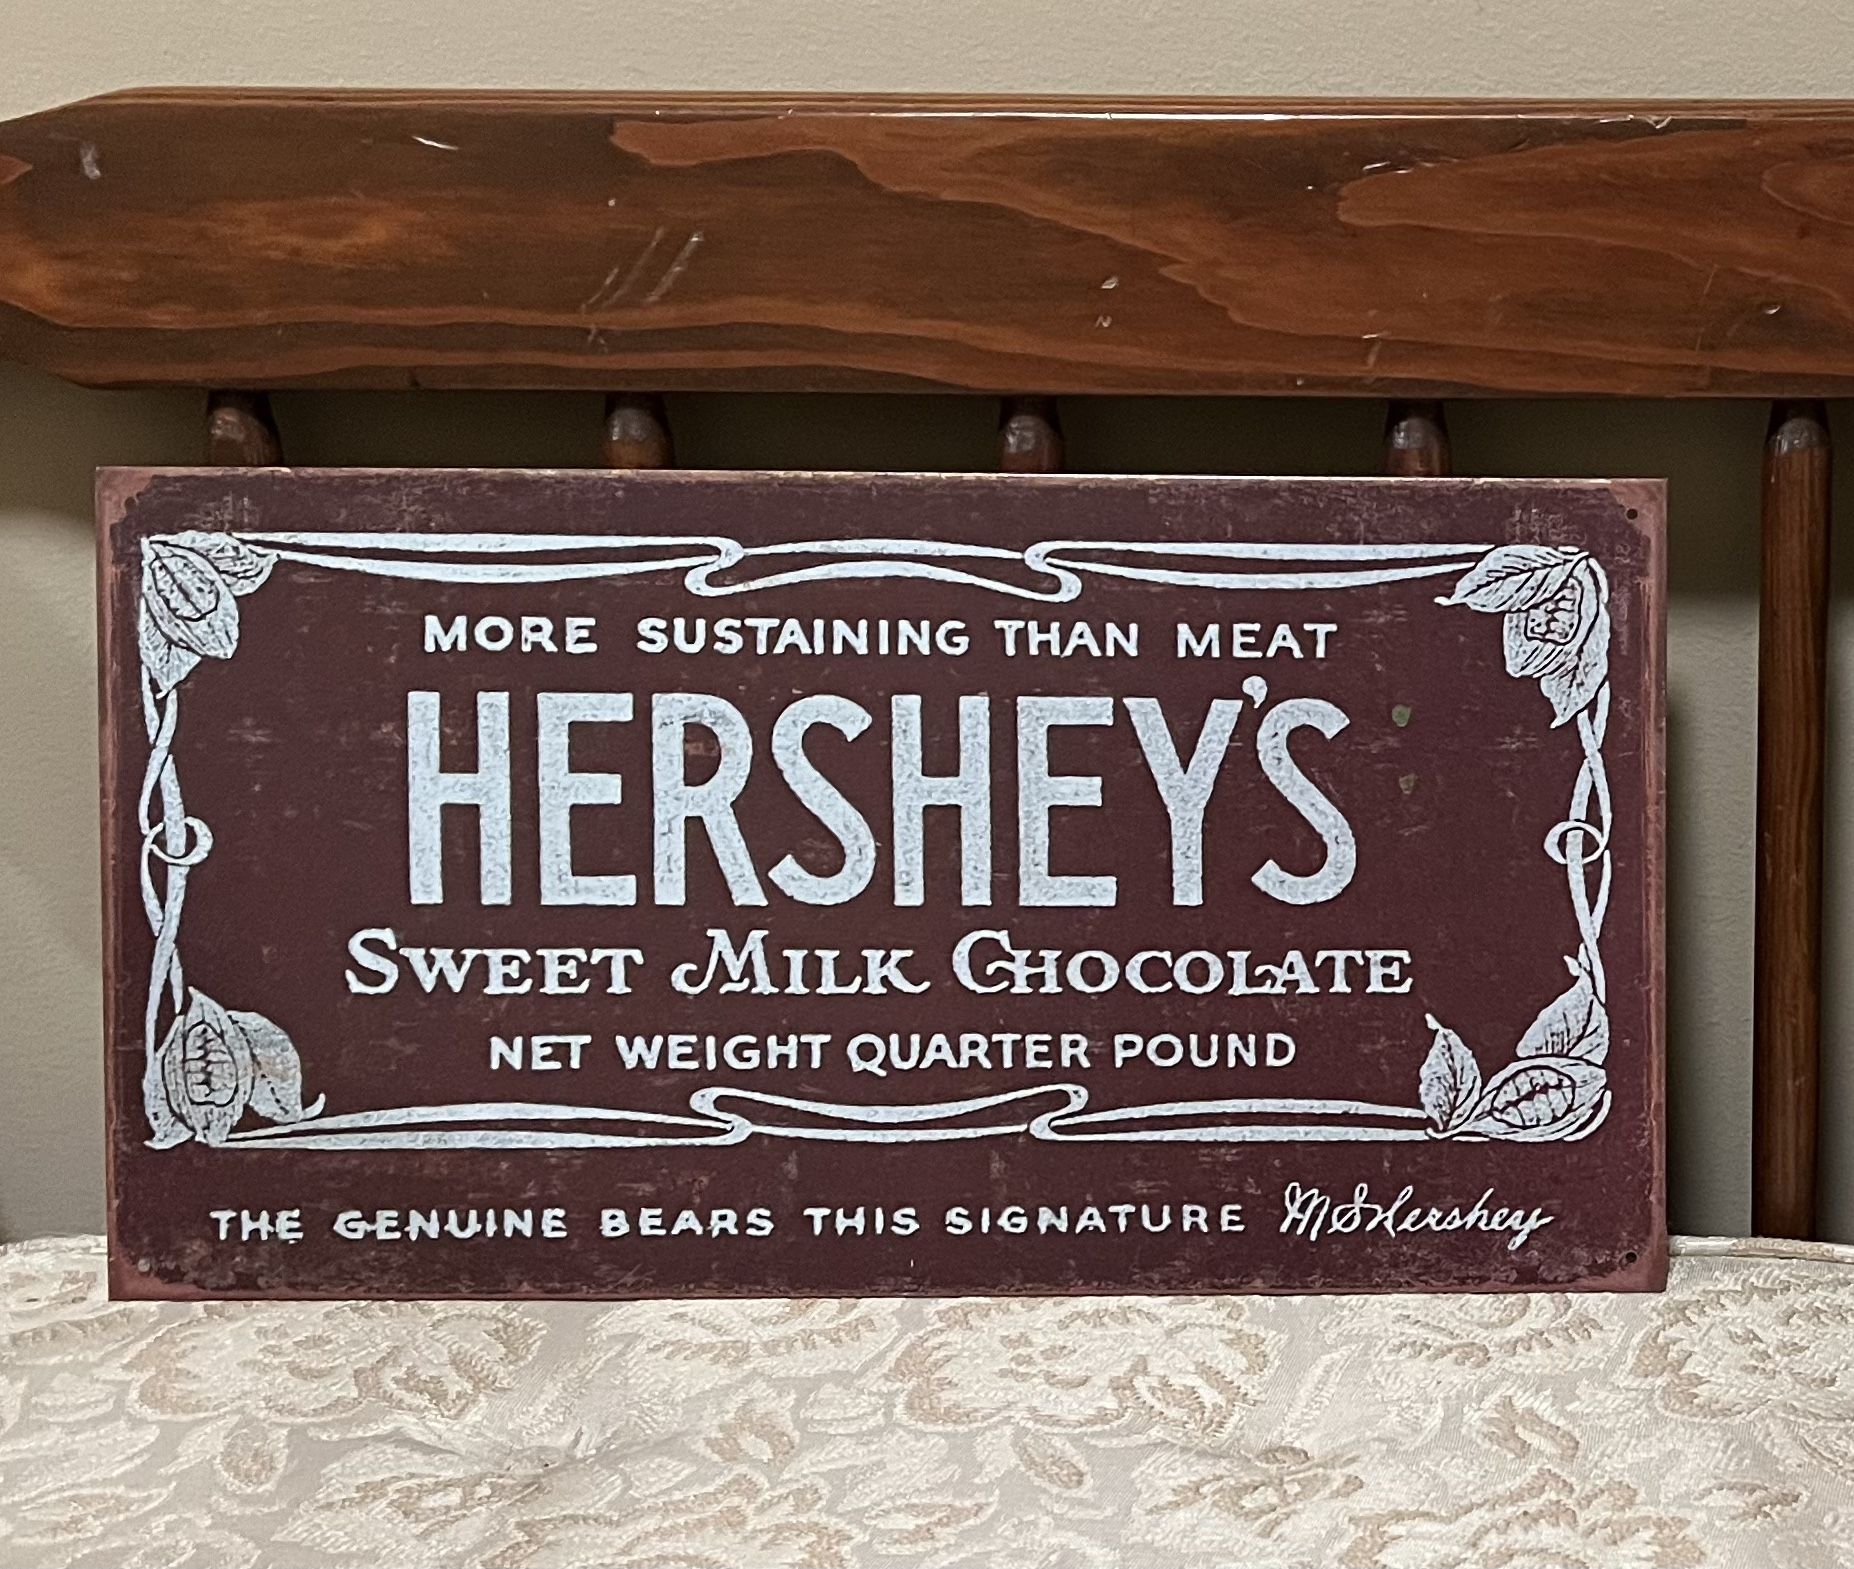 MORE SUSTAINING THAN MEAT
HERSHEY'S
SWEET MILK CHOCOLATE
NET WEIGHT QUARTER POUND
THE GENUINE BEARS THIS SIGNATURE M S Hershey